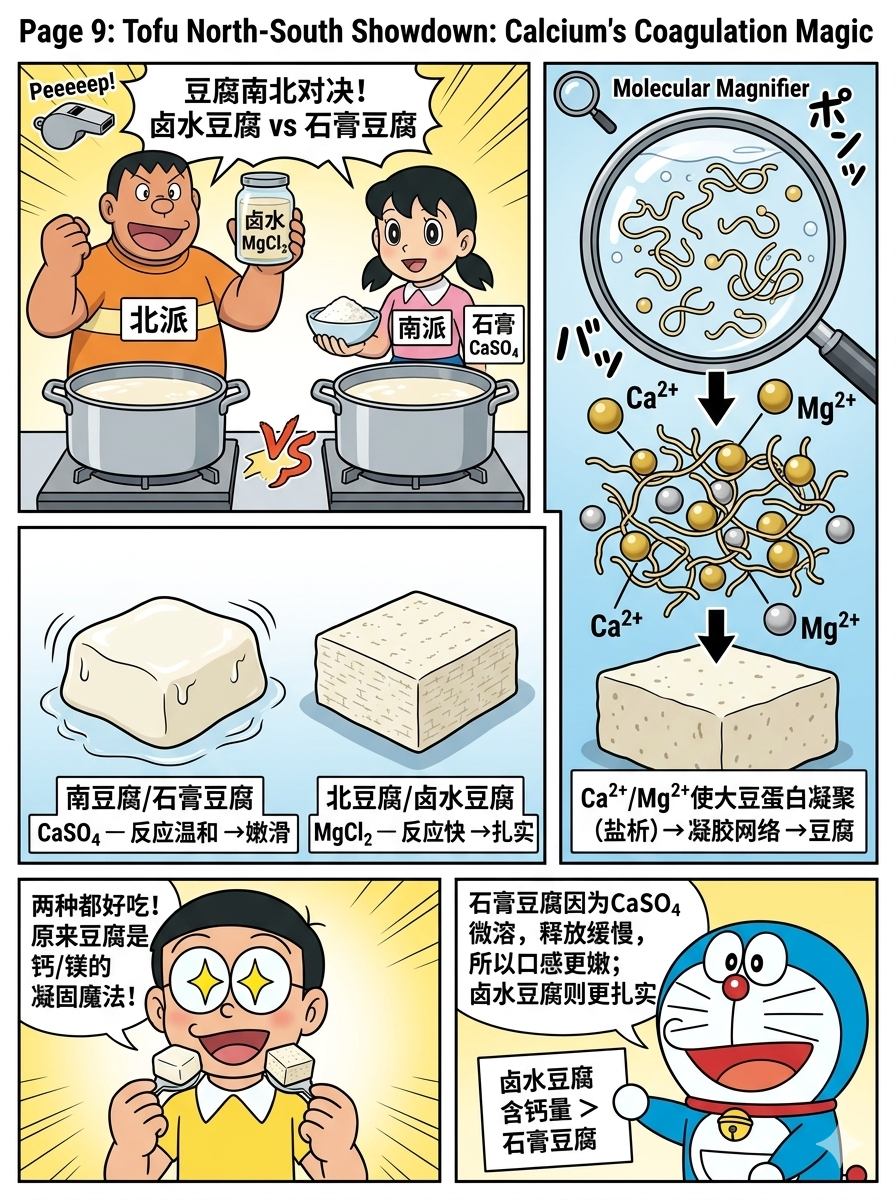 Page 9: Tofu North-South Showdown: Calcium's Coagulation Magic
Peeeeep!
豆腐南北对决！
卤水豆腐 vs 石膏豆腐
卤水
MgCl₂
北派
南派
石膏
CaSO₄
VS
Molecular Magnifier
ポンッ
バッ
Ca²⁺
Mg²⁺
Ca²⁺
Mg²⁺
Ca²⁺/Mg²⁺使大豆蛋白凝聚
（盐析）→凝胶网络→豆腐
南豆腐/石膏豆腐
CaSO₄ — 反应温和 →嫩滑
北豆腐/卤水豆腐
MgCl₂ — 反应快 →扎实
两种都好吃！
原来豆腐是
钙/镁的
凝固魔法！
石膏豆腐因为CaSO₄
微溶，释放缓慢，
所以口感更嫩；
卤水豆腐则更扎实
卤水豆腐
含钙量 >
石膏豆腐